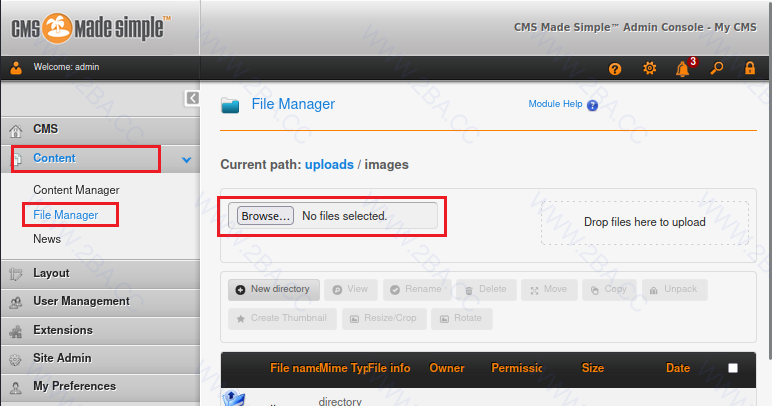 CMS made simple™
CMS Made Simple™ Admin Console - My CMS
Welcome: admin
3
File Manager
Module Help ?
CMS
Content
Content Manager
File Manager
News
Layout
User Management
Extensions
Site Admin
My Preferences
Current path: uploads / images
Browse... No files selected.
Drop files here to upload
New directory View Rename Delete Move Copy Unpack
Create Thumbnail Resize/Crop Rotate
File name Mime Typ File info Owner Permissic Size Date
directory
WWW.2BA.CC